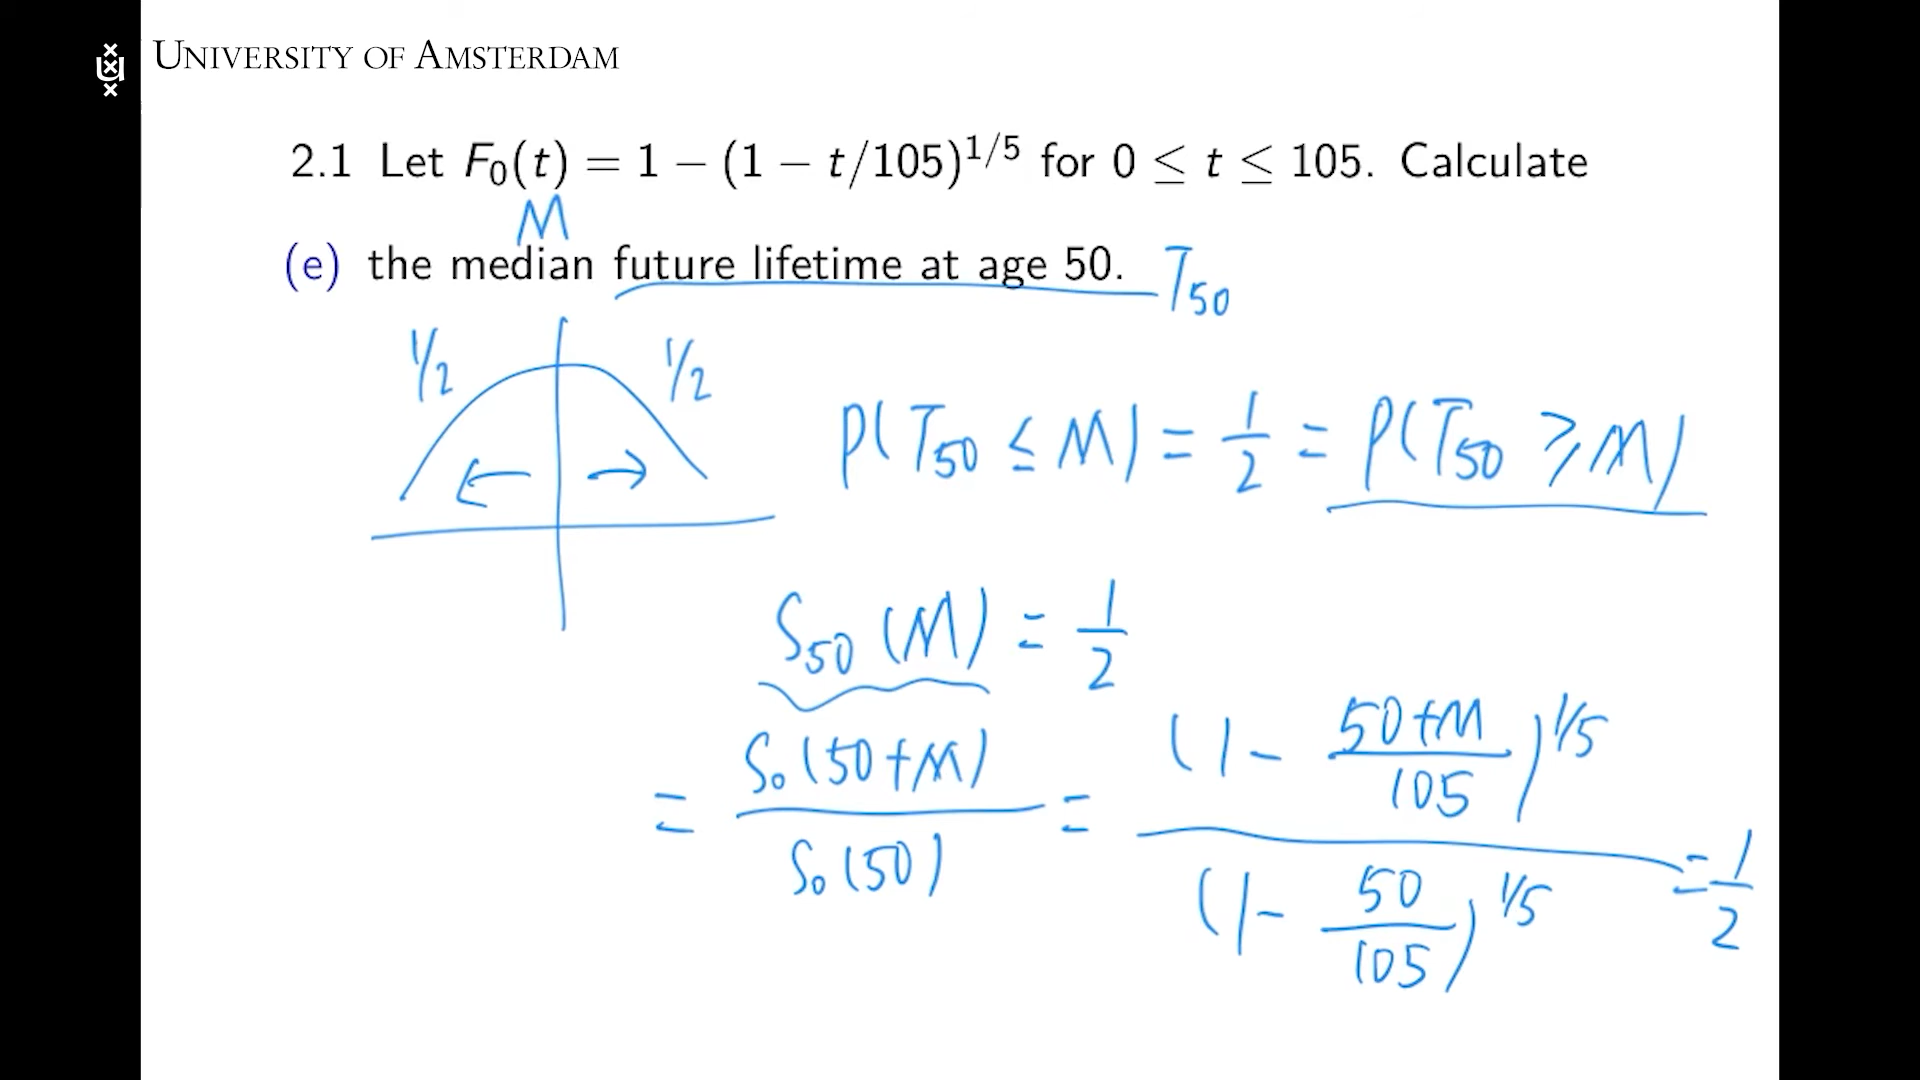 UNIVERSITY OF AMSTERDAM
2.1 Let F₀(t) = 1 − (1 − t/105)^{1/5} for 0 ≤ t ≤ 105. Calculate
M
(e) the median future lifetime at age 50. T₅₀
1/2 1/2
P(T₅₀ ≤ M) = 1/2 = P(T₅₀ ≥ M)
S₅₀(M) = 1/2
= S₀(50+M) / S₀(50) = (1 - (50+M)/105)^{1/5} / (1 - 50/105)^{1/5} = 1/2